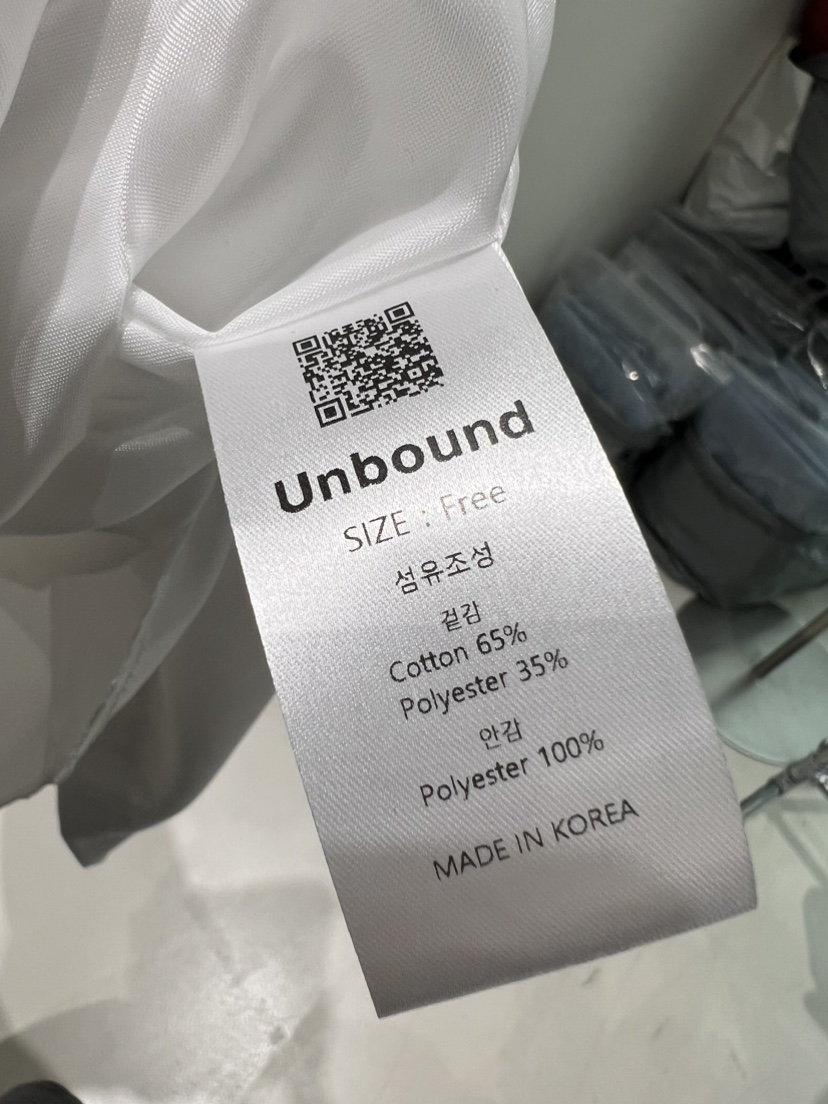 Unbound
SIZE : Free
섬유조성
겉감
Cotton 65%
Polyester 35%
안감
Polyester 100%
MADE IN KOREA